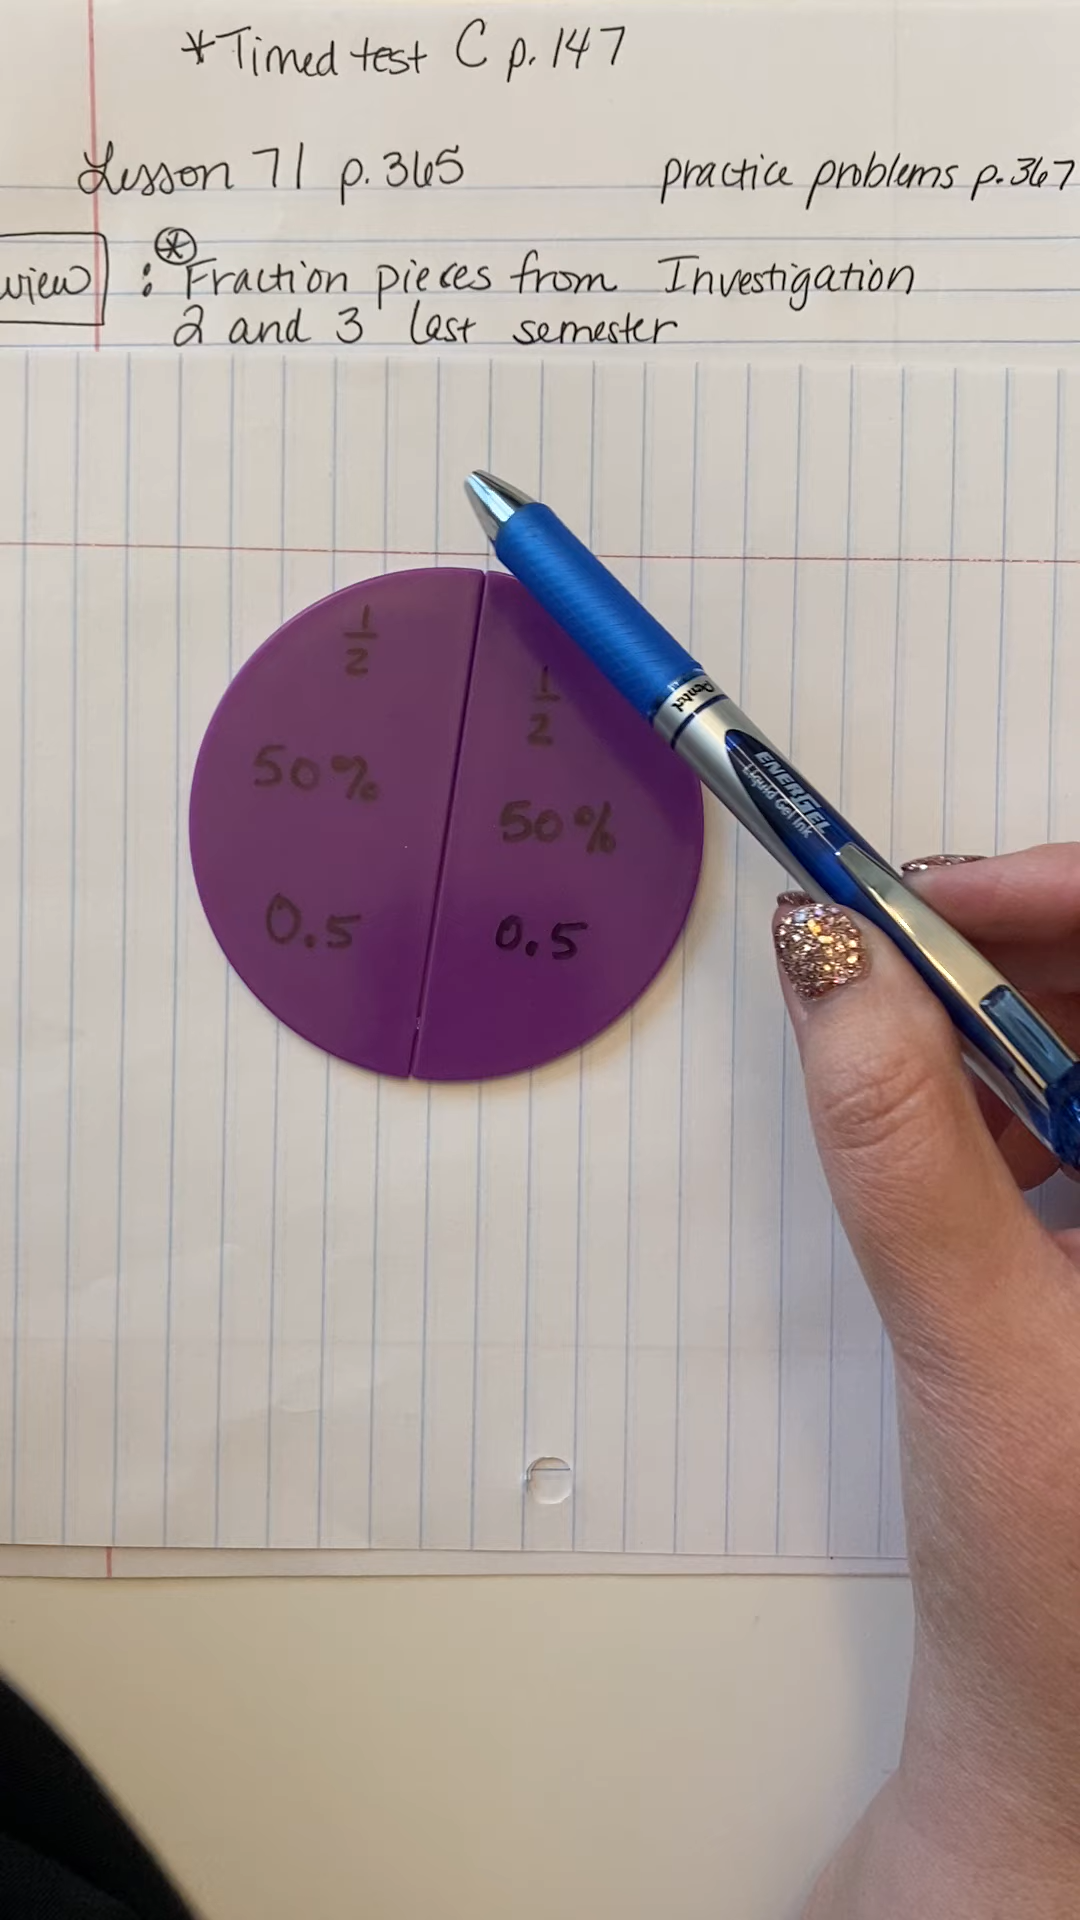 *Timed test C p.147
Lesson 71 p.365
practice problems p.367
view : * Fraction pieces from Investigation
2 and 3 last semester
1/2
50%
0.5
1/2
50%
0.5
Pentel
ENERGEL
Liquid Gel Ink